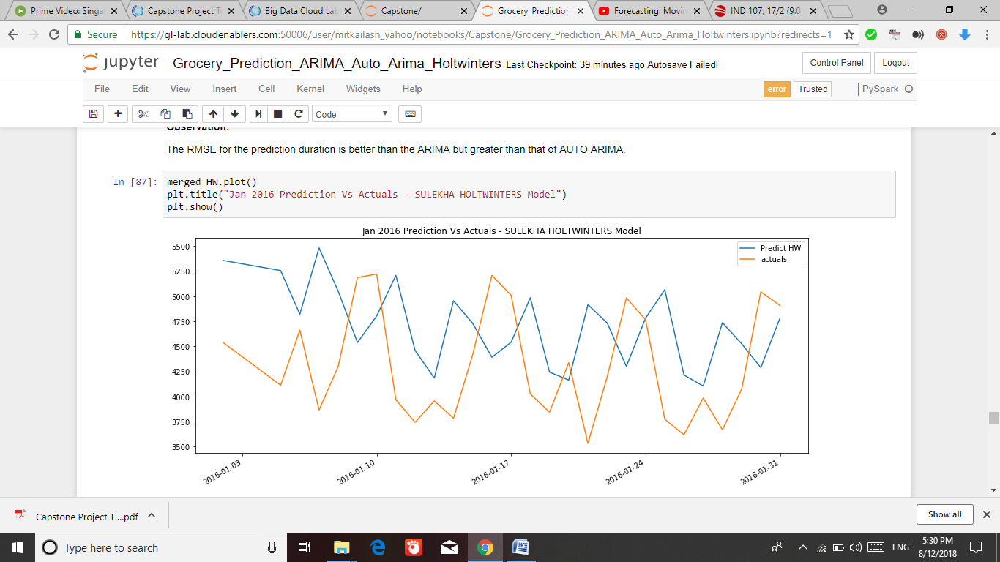 Prime Video: Singa
Capstone Project Te
Big Data Cloud Lab
Capstone/
Grocery_Prediction
Forecasting: Movin
IND 107, 17/2 (9.0
Secure
https://gl-lab.cloudenablers.com:50006/user/mitkailash_yahoo/notebooks/Capstone/Grocery_Prediction_ARIMA_Auto_Arima_Holtwinters.ipynb?redirects=1
jupyter Grocery_Prediction_ARIMA_Auto_Arima_Holtwinters Last Checkpoint: 39 minutes ago Autosave Failed!
Control Panel
Logout
File Edit View Insert Cell Kernel Widgets Help
error Trusted PySpark
Code
Observation:
The RMSE for the prediction duration is better than the ARIMA but greater than that of AUTO ARIMA.
In [87]:
merged_HW.plot()
plt.title("Jan 2016 Prediction Vs Actuals - SULEKHA HOLTWINTERS Model")
plt.show()
Jan 2016 Prediction Vs Actuals - SULEKHA HOLTWINTERS Model
Predict HW
actuals
5500
5250
5000
4750
4500
4250
4000
3750
3500
2016-01-03
2016-01-10
2016-01-17
2016-01-24
2016-01-31
Capstone Project T....pdf
Show all
Type here to search
ENG
5:30 PM
8/12/2018